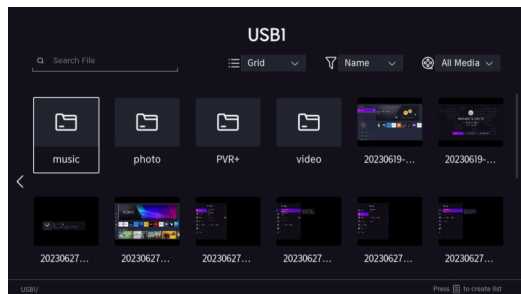 USB1
Search File
Grid
Name
All Media
music
photo
PVR+
video
20230619-...
20230619-...
20230627...
20230627...
20230627...
20230627...
20230627...
20230627...
USB1/
Press to create list